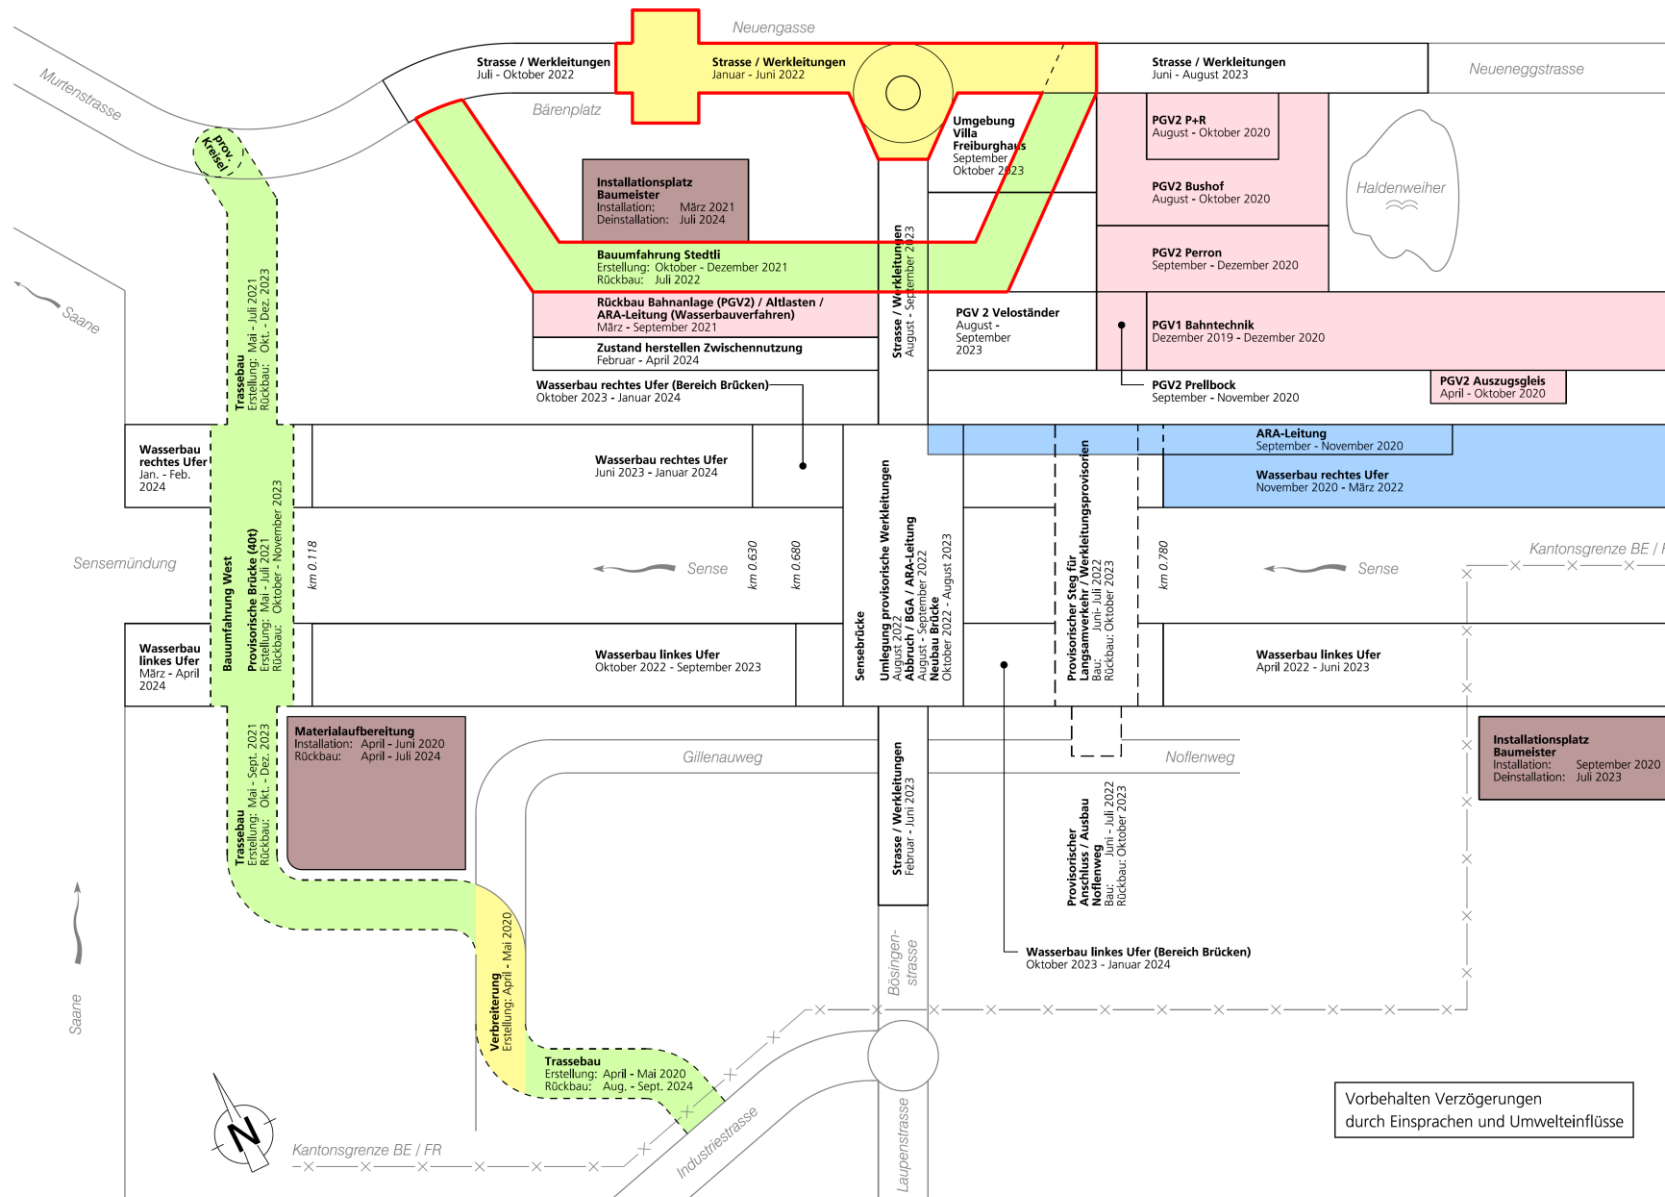 Neuengasse
Murtenstrasse
Strasse / Werkleitungen
Juli - Oktober 2022
Strasse / Werkleitungen
Januar - Juni 2022
Strasse / Werkleitungen
Juni - August 2023
Neueneggstrasse
Bärenplatz
prov.
Kreisel
Umgebung
Villa
Freiburghaus
September -
Oktober 2023
PGV2 P+R
August - Oktober 2020
PGV2 Bushof
August - Oktober 2020
Haldenweiher
Installationsplatz
Baumeister
Installation: März 2021
Deinstallation: Juli 2024
PGV2 Perron
September - Dezember 2020
Bauumfahrung Stedtli
Erstellung: Oktober - Dezember 2021
Rückbau: Juli 2022
Saane
Trassebau
Erstellung: Mai - Juli 2021
Rückbau: Okt. - Dez. 2023
Rückbau Bahnanlage (PGV2) / Altlasten /
ARA-Leitung (Wasserbauverfahren)
März - September 2021
Strasse / Werkleitungen
August - September 2023
PGV 2 Veloständer
August -
September
2023
PGV1 Bahntechnik
Dezember 2019 - Dezember 2020
Zustand herstellen Zwischennutzung
Februar - April 2024
Wasserbau rechtes Ufer (Bereich Brücken)
Oktober 2023 - Januar 2024
PGV2 Prellbock
September - November 2020
PGV2 Auszugsgleis
April - Oktober 2020
Wasserbau
rechtes Ufer
Jan. - Feb.
2024
Wasserbau rechtes Ufer
Juni 2023 - Januar 2024
ARA-Leitung
September - November 2020
Wasserbau rechtes Ufer
November 2020 - März 2022
Sensemündung
Bauumfahrung West
Provisorische Brücke (40t)
Erstellung: Mai - Juli 2021
Rückbau: Oktober - November 2023
km 0.118
Sense
km 0.630
km 0.680
Sensebrücke
Umlegung provisorische Werkleitungen
August 2022
Abbruch / BGA / ARA-Leitung
August - September 2022
Neubau Brücke
Oktober 2022 - August 2023
Provisorischer Steg für
Langsamverkehr / Werkleitungsprovisorien
Bau: Juni- Juli 2022
Rückbau: Oktober 2023
km 0.780
Sense
Kantonsgrenze BE / F
Wasserbau
linkes Ufer
März - April
2024
Wasserbau linkes Ufer
Oktober 2022 - September 2023
Wasserbau linkes Ufer
April 2022 - Juni 2023
Trassebau
Erstellung: Mai - Sept. 2021
Rückbau: Okt. - Dez. 2023
Materialaufbereitung
Installation: April - Juni 2020
Rückbau: April - Juli 2024
Gillenauweg
Noflenweg
Strasse / Werkleitungen
Februar - Juni 2023
Provisorischer
Anschluss / Ausbau
Noflenweg
Bau: Juni - Juli 2022
Rückbau: Oktober 2023
Installationsplatz
Baumeister
Installation: September 2020
Deinstallation: Juli 2023
Saane
Verbreiterung
Erstellung: April - Mai 2020
Bösingen-
strasse
Wasserbau linkes Ufer (Bereich Brücken)
Oktober 2023 - Januar 2024
Trassebau
Erstellung: April - Mai 2020
Rückbau: Aug. - Sept. 2024
N
Kantonsgrenze BE / FR
Industriestrasse
Laupenstrasse
Vorbehalten Verzögerungen
durch Einsprachen und Umwelteinflüsse